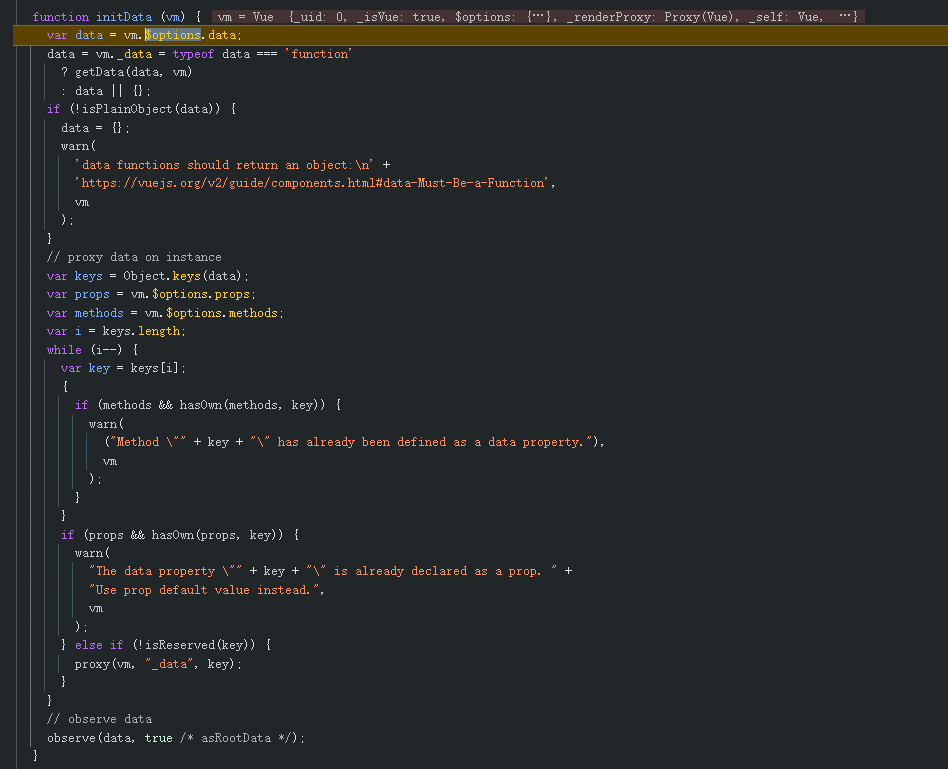 function initData (vm) { vm = Vue {_uid: 0, _isVue: true, $options: {…}, _renderProxy: Proxy(Vue), _self: Vue, …}
var data = vm.$options.data;
data = vm._data = typeof data === 'function'
? getData(data, vm)
: data || {};
if (!isPlainObject(data)) {
data = {};
warn(
'data functions should return an object:\n' +
'https://vuejs.org/v2/guide/components.html#data-Must-Be-a-Function',
vm
);
}
// proxy data on instance
var keys = Object.keys(data);
var props = vm.$options.props;
var methods = vm.$options.methods;
var i = keys.length;
while (i--) {
var key = keys[i];
{
if (methods && hasOwn(methods, key)) {
warn(
("Method \"" + key + "\" has already been defined as a data property."),
vm
);
}
}
if (props && hasOwn(props, key)) {
warn(
"The data property \"" + key + "\" is already declared as a prop. " +
"Use prop default value instead.",
vm
);
} else if (!isReserved(key)) {
proxy(vm, "_data", key);
}
}
// observe data
observe(data, true /* asRootData */);
}